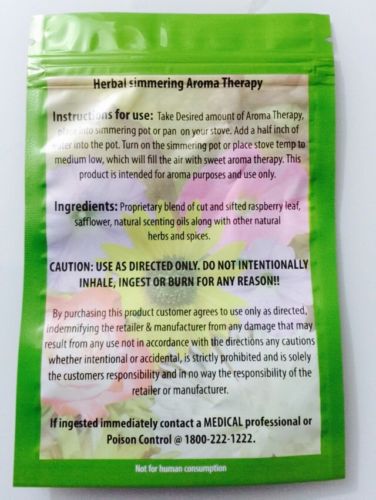 Herbal simmering Aroma Therapy
Instructions for use: Take Desired amount of Aroma Therapy,
place into simmering pot or pan on your stove. Add a half inch of
water into the pot. Turn on the simmering pot or place stove temp to
medium low, which will fill the air with sweet aroma therapy. This
product is intended for aroma purposes and use only.
Ingredients: Proprietary blend of cut and sifted raspberry leaf,
safflower, natural scenting oils along with other natural
herbs and spices.
CAUTION: USE AS DIRECTED ONLY. DO NOT INTENTIONALLY
INHALE, INGEST OR BURN FOR ANY REASON!!
By purchasing this product customer agrees to use only as directed,
indemnifying the retailer & manufacturer from any damage that may
result from any use not in accordance with the directions any cautions
whether intentional or accidental, is strictly prohibited and is solely
the customers responsibility and in no way the responsibility of the
retailer or manufacturer.
If ingested immediately contact a MEDICAL professional or
Poison Control @ 1800-222-1222.
Not for human consumption